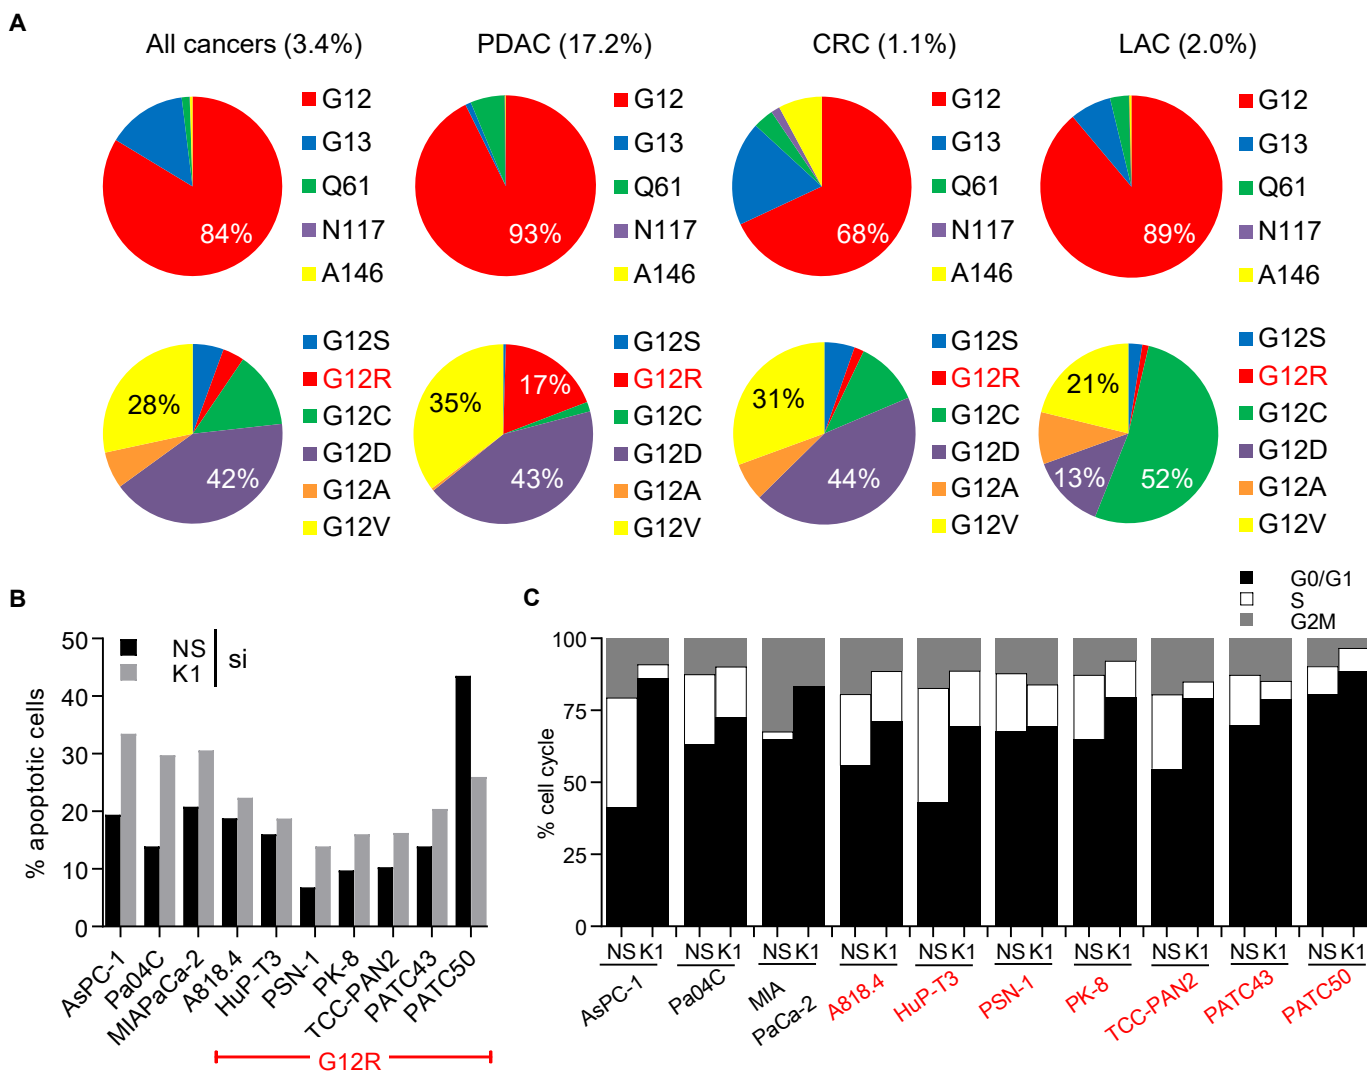 A
All cancers (3.4%)
PDAC (17.2%)
CRC (1.1%)
LAC (2.0%)
84%
G12
G13
Q61
N117
A146
93%
G12
G13
Q61
N117
A146
68%
G12
G13
Q61
N117
A146
89%
G12
G13
Q61
N117
A146
28%
42%
G12S
G12R
G12C
G12D
G12A
G12V
35%
17%
43%
G12S
G12R
G12C
G12D
G12A
G12V
31%
44%
G12S
G12R
G12C
G12D
G12A
G12V
21%
13%
52%
G12S
G12R
G12C
G12D
G12A
G12V
B
% apoptotic cells
50
40
30
20
10
0
NS
K1
si
AsPC-1
Pa04C
MIAPaCa-2
A818.4
HuP-T3
PSN-1
PK-8
TCC-PAN2
PATC43
PATC50
G12R
C
G0/G1
S
G2M
% cell cycle
100
75
50
25
0
NS K1
NS K1
NS K1
NS K1
NS K1
NS K1
NS K1
NS K1
NS K1
NS K1
AsPC-1
Pa04C
MIA
PaCa-2
A818.4
HuP-T3
PSN-1
PK-8
TCC-PAN2
PATC43
PATC50